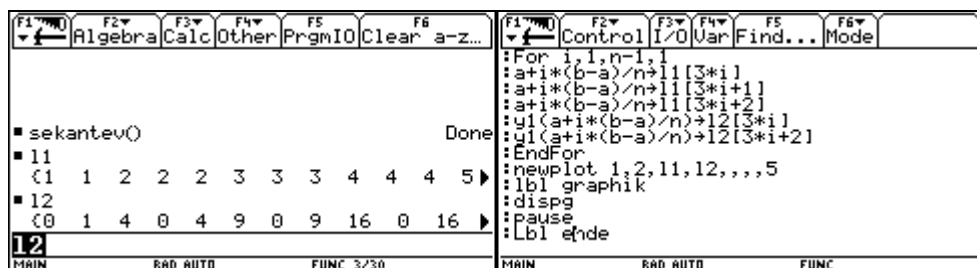 F1 F2 F3 F4 F5 F6
Algebra Calc Other PrgmIO Clear a-z…
■ sekantev() Done
■ l1
{1 1 2 2 2 3 3 3 4 4 4 5▶
■ l2
{0 1 4 0 4 9 0 9 16 0 16 ▶
l2
MAIN RAD AUTO FUNC 3/30
F1 F2 F3 F4 F5 F6
Control I/O Var Find... Mode
:For i,1,n-1,1
:a+i*(b-a)/n→l1[3*i]
:a+i*(b-a)/n→l1[3*i+1]
:a+i*(b-a)/n→l1[3*i+2]
:y1(a+i*(b-a)/n)→l2[3*i]
:y1(a+i*(b-a)/n)→l2[3*i+2]
:EndFor
:newplot 1,2,l1,l2,,,,5
:lbl graphik
:dispg
:pause
:Lbl ende
MAIN RAD AUTO FUNC